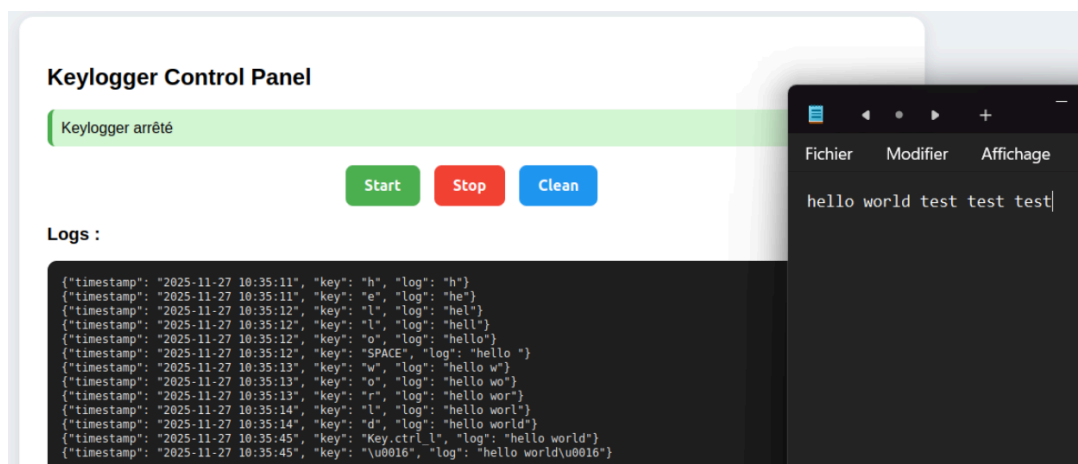 Keylogger Control Panel
Keylogger arrêté
Start Stop Clean
Logs :
{"timestamp": "2025-11-27 10:35:11", "key": "h", "log": "h"}
{"timestamp": "2025-11-27 10:35:11", "key": "e", "log": "he"}
{"timestamp": "2025-11-27 10:35:12", "key": "l", "log": "hel"}
{"timestamp": "2025-11-27 10:35:12", "key": "l", "log": "hell"}
{"timestamp": "2025-11-27 10:35:12", "key": "o", "log": "hello"}
{"timestamp": "2025-11-27 10:35:12", "key": "SPACE", "log": "hello "}
{"timestamp": "2025-11-27 10:35:13", "key": "w", "log": "hello w"}
{"timestamp": "2025-11-27 10:35:13", "key": "o", "log": "hello wo"}
{"timestamp": "2025-11-27 10:35:13", "key": "r", "log": "hello wor"}
{"timestamp": "2025-11-27 10:35:14", "key": "l", "log": "hello worl"}
{"timestamp": "2025-11-27 10:35:14", "key": "d", "log": "hello world"}
{"timestamp": "2025-11-27 10:35:45", "key": "Key.ctrl_l", "log": "hello world"}
{"timestamp": "2025-11-27 10:35:45", "key": "\u0016", "log": "hello world\u0016"}
Fichier Modifier Affichage
hello world test test test